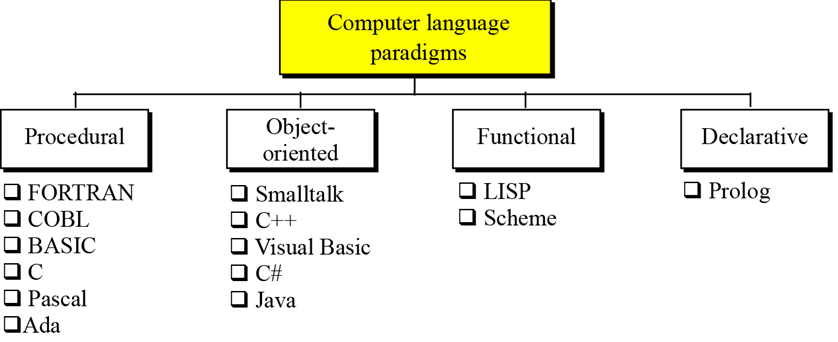 Computer language
paradigms
Procedural
Object-
oriented
Functional
Declarative
FORTRAN
COBL
BASIC
C
Pascal
Ada
Smalltalk
C++
Visual Basic
C#
Java
LISP
Scheme
Prolog